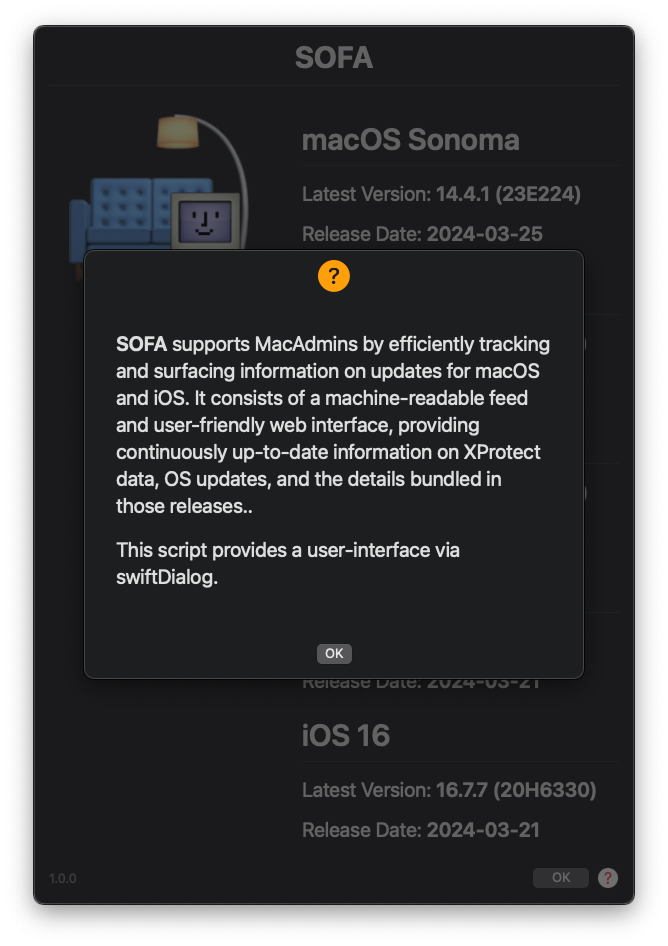 SOFA
macOS Sonoma
Latest Version: 14.4.1 (23E224)
Release Date: 2024-03-25
?
SOFA supports MacAdmins by efficiently tracking
and surfacing information on updates for macOS
and iOS. It consists of a machine-readable feed
and user-friendly web interface, providing
continuously up-to-date information on XProtect
data, OS updates, and the details bundled in
those releases..
This script provides a user-interface via
swiftDialog.
OK
Release Date: 2024-03-21
iOS 16
Latest Version: 16.7.7 (20H6330)
Release Date: 2024-03-21
1.0.0
OK
?